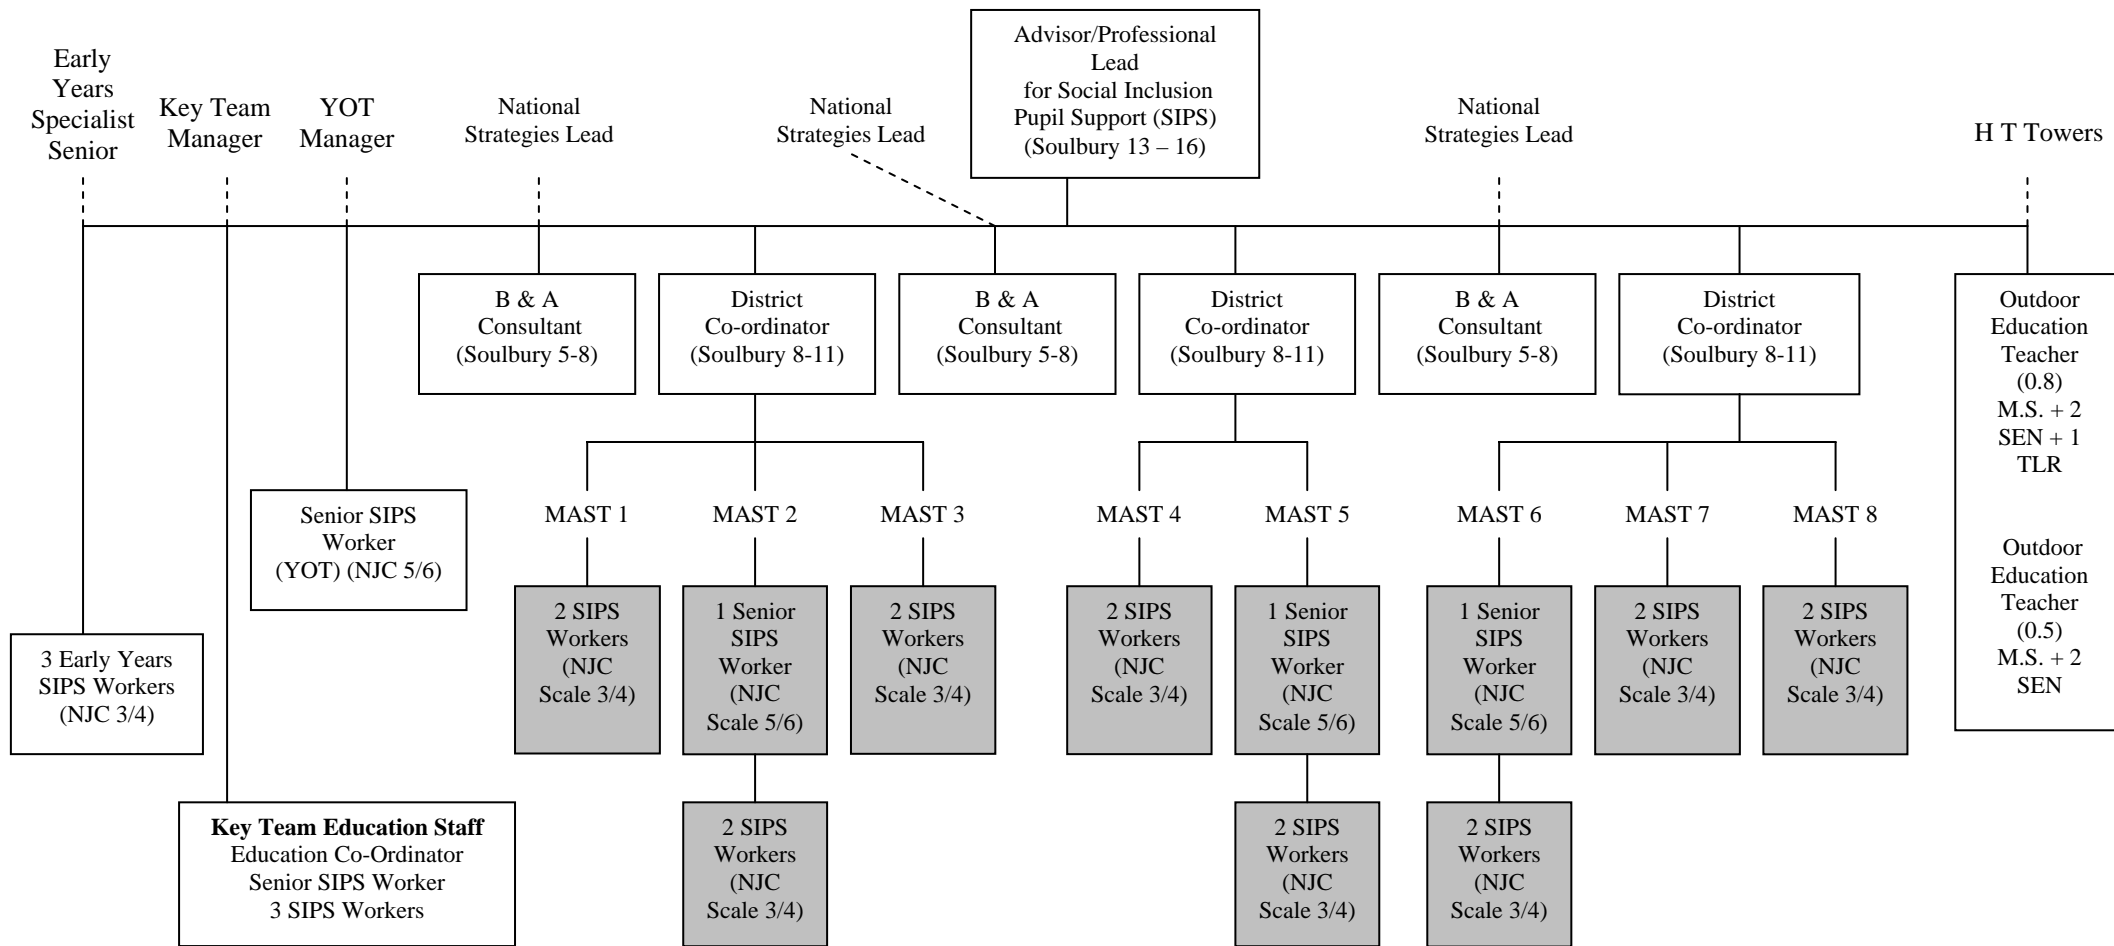 Early
Years
Specialist
Senior
Key Team
Manager
YOT
Manager
National
Strategies Lead
National
Strategies Lead
Advisor/Professional
Lead
for Social Inclusion
Pupil Support (SIPS)
(Soulbury 13 – 16)
National
Strategies Lead
H T Towers
B & A
Consultant
(Soulbury 5-8)
District
Co-ordinator
(Soulbury 8-11)
B & A
Consultant
(Soulbury 5-8)
District
Co-ordinator
(Soulbury 8-11)
B & A
Consultant
(Soulbury 5-8)
District
Co-ordinator
(Soulbury 8-11)
Outdoor
Education
Teacher
(0.8)
M.S. + 2
SEN + 1
TLR
Outdoor
Education
Teacher
(0.5)
M.S. + 2
SEN
Senior SIPS
Worker
(YOT) (NJC 5/6)
MAST 1
MAST 2
MAST 3
MAST 4
MAST 5
MAST 6
MAST 7
MAST 8
2 SIPS
Workers
(NJC
Scale 3/4)
1 Senior
SIPS
Worker
(NJC
Scale 5/6)
2 SIPS
Workers
(NJC
Scale 3/4)
2 SIPS
Workers
(NJC
Scale 3/4)
1 Senior
SIPS
Worker
(NJC
Scale 5/6)
1 Senior
SIPS
Worker
(NJC
Scale 5/6)
2 SIPS
Workers
(NJC
Scale 3/4)
2 SIPS
Workers
(NJC
Scale 3/4)
3 Early Years
SIPS Workers
(NJC 3/4)
Key Team Education Staff
Education Co-Ordinator
Senior SIPS Worker
3 SIPS Workers
2 SIPS
Workers
(NJC
Scale 3/4)
2 SIPS
Workers
(NJC
Scale 3/4)
2 SIPS
Workers
(NJC
Scale 3/4)